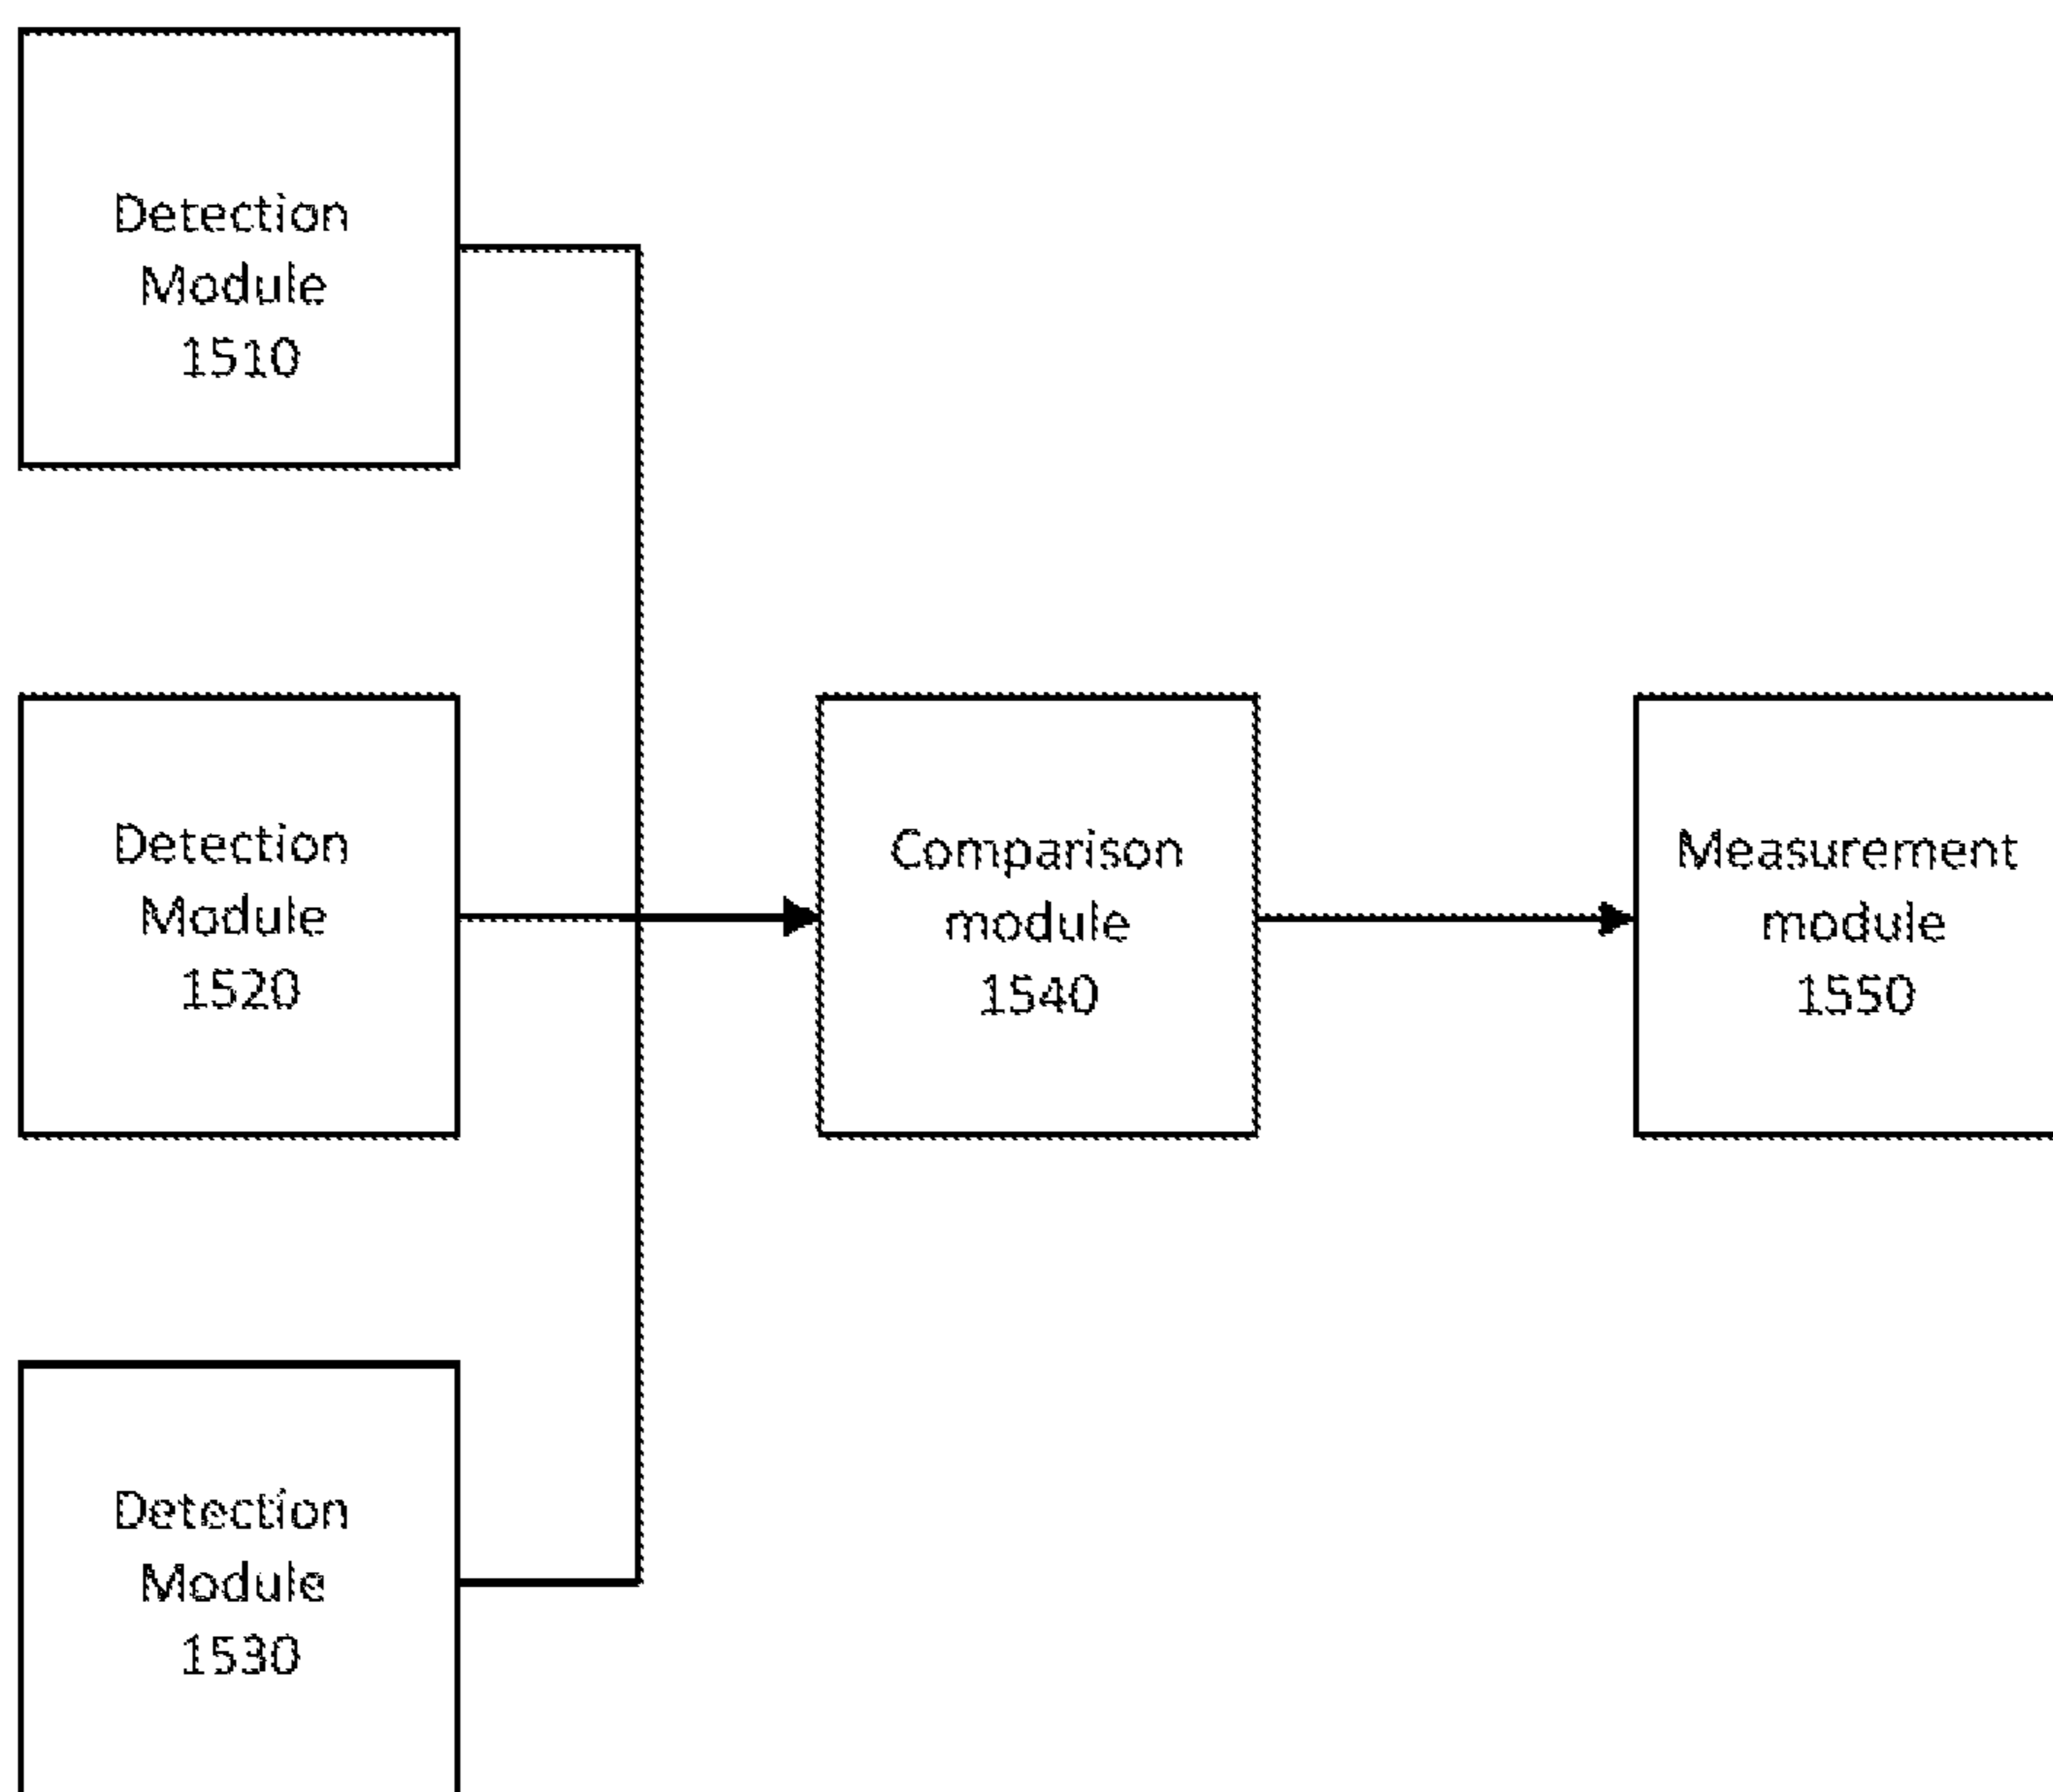 Detection
Module
1510
Detection
Module
1520
Comparison
module
1540
Measurement
module
1550
Detection
Module
1530